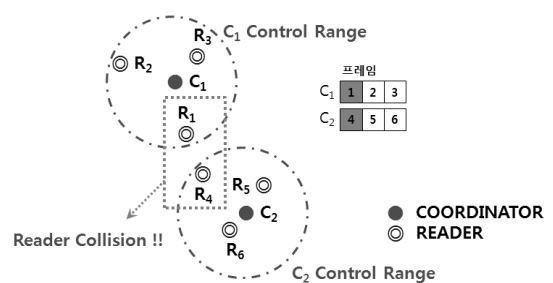 C1 Control Range
R3
R2
C1
R1
프레임
C1 1 2 3
C2 4 5 6
R4
R5
C2
R6
Reader Collision !!
COORDINATOR
READER
C2 Control Range